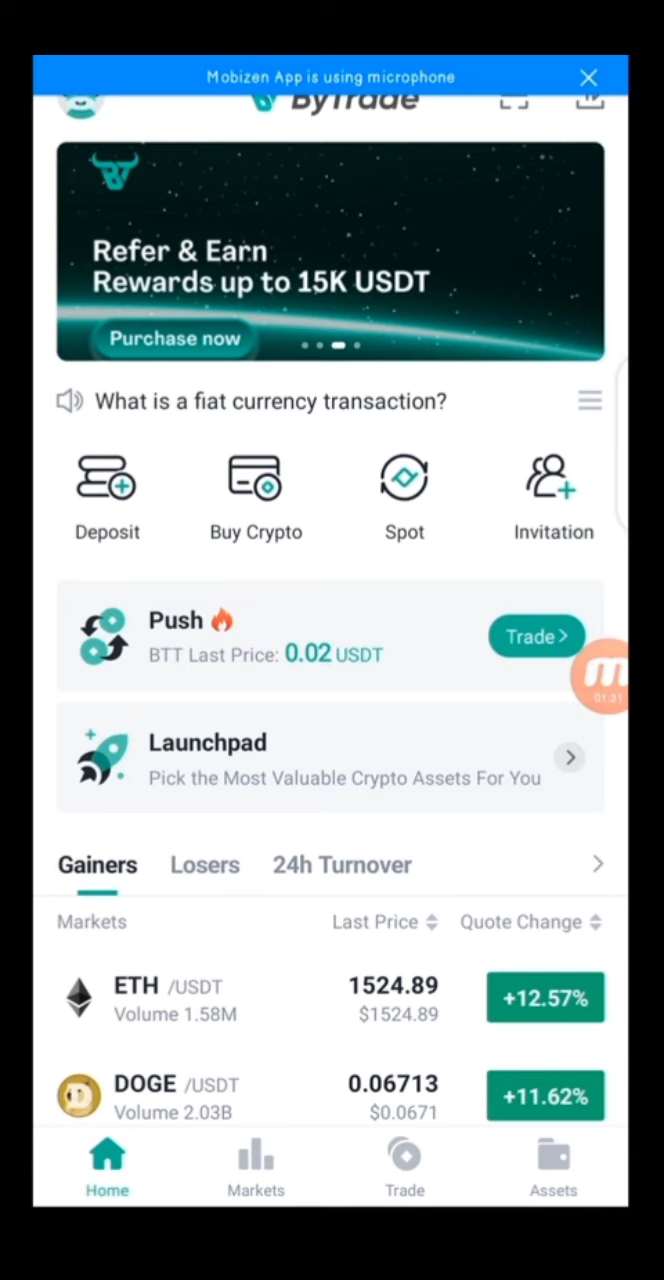 Mobizen App is using microphone
ByTrade
Refer & Earn
Rewards up to 15K USDT
Purchase now
What is a fiat currency transaction?
Deposit
Buy Crypto
Spot
Invitation
Push
BTT Last Price: 0.02 USDT
Trade
01:31
Launchpad
Pick the Most Valuable Crypto Assets For You
Gainers Losers 24h Turnover
Markets Last Price Quote Change
ETH /USDT 1524.89 +12.57%
Volume 1.58M $1524.89
DOGE /USDT 0.06713 +11.62%
Volume 2.03B $0.0671
Home Markets Trade Assets